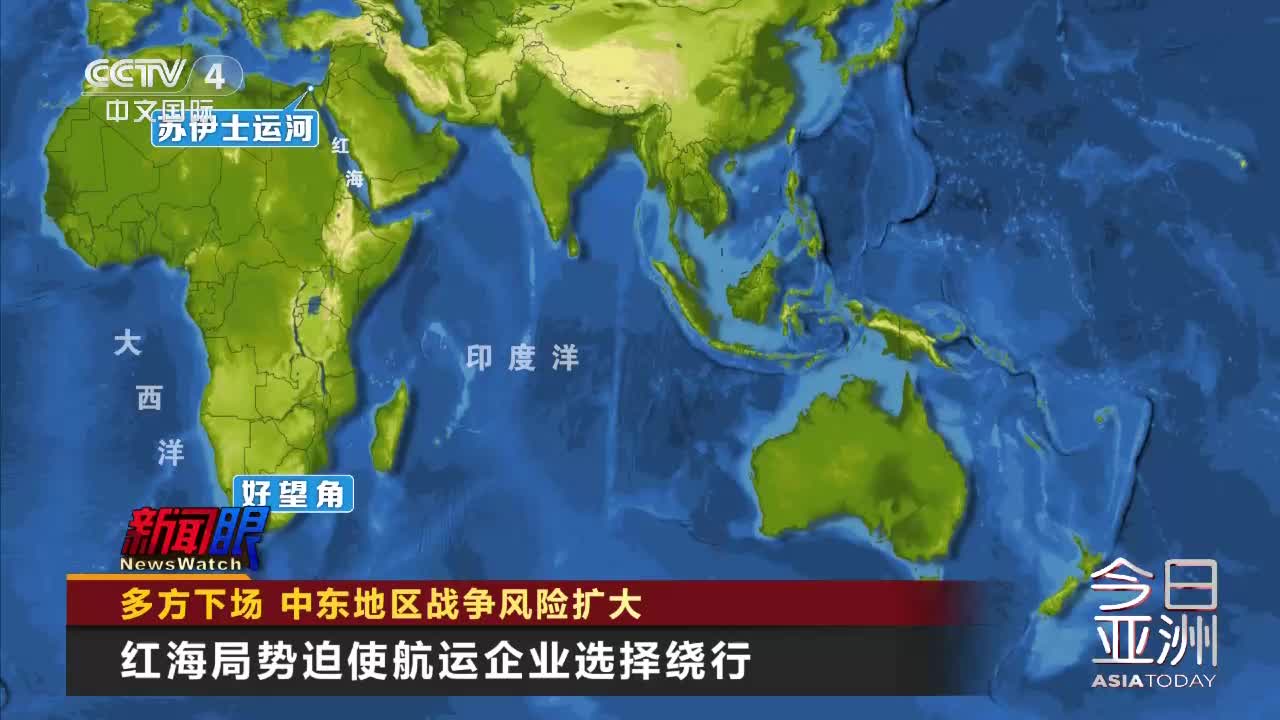 CCTV 4
中文国际
苏伊士运河
红海
大西洋
印度洋
好望角
新闻眼
NewsWatch
多方下场 中东地区战争风险扩大
红海局势迫使航运企业选择绕行
今日
亚洲
ASIA TODAY